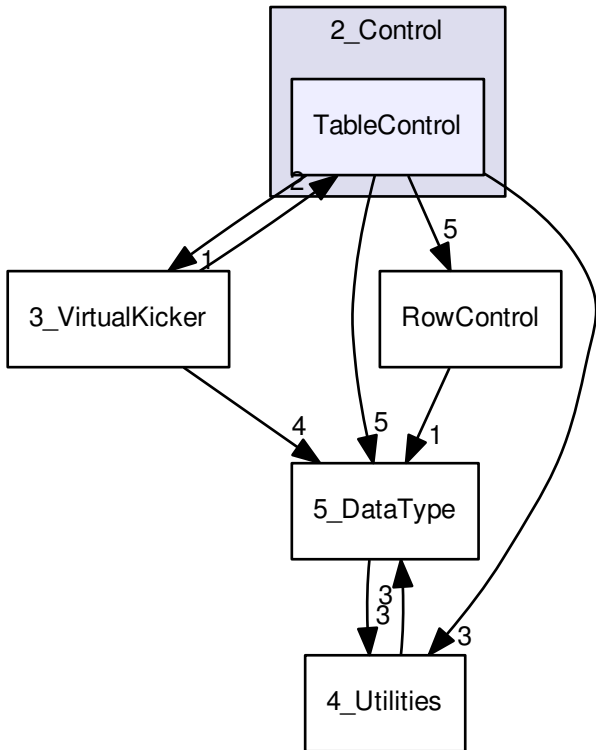 2_Control
TableControl
2
1
5
3_VirtualKicker
RowControl
4
5
1
5_DataType
3
3
3
4_Utilities